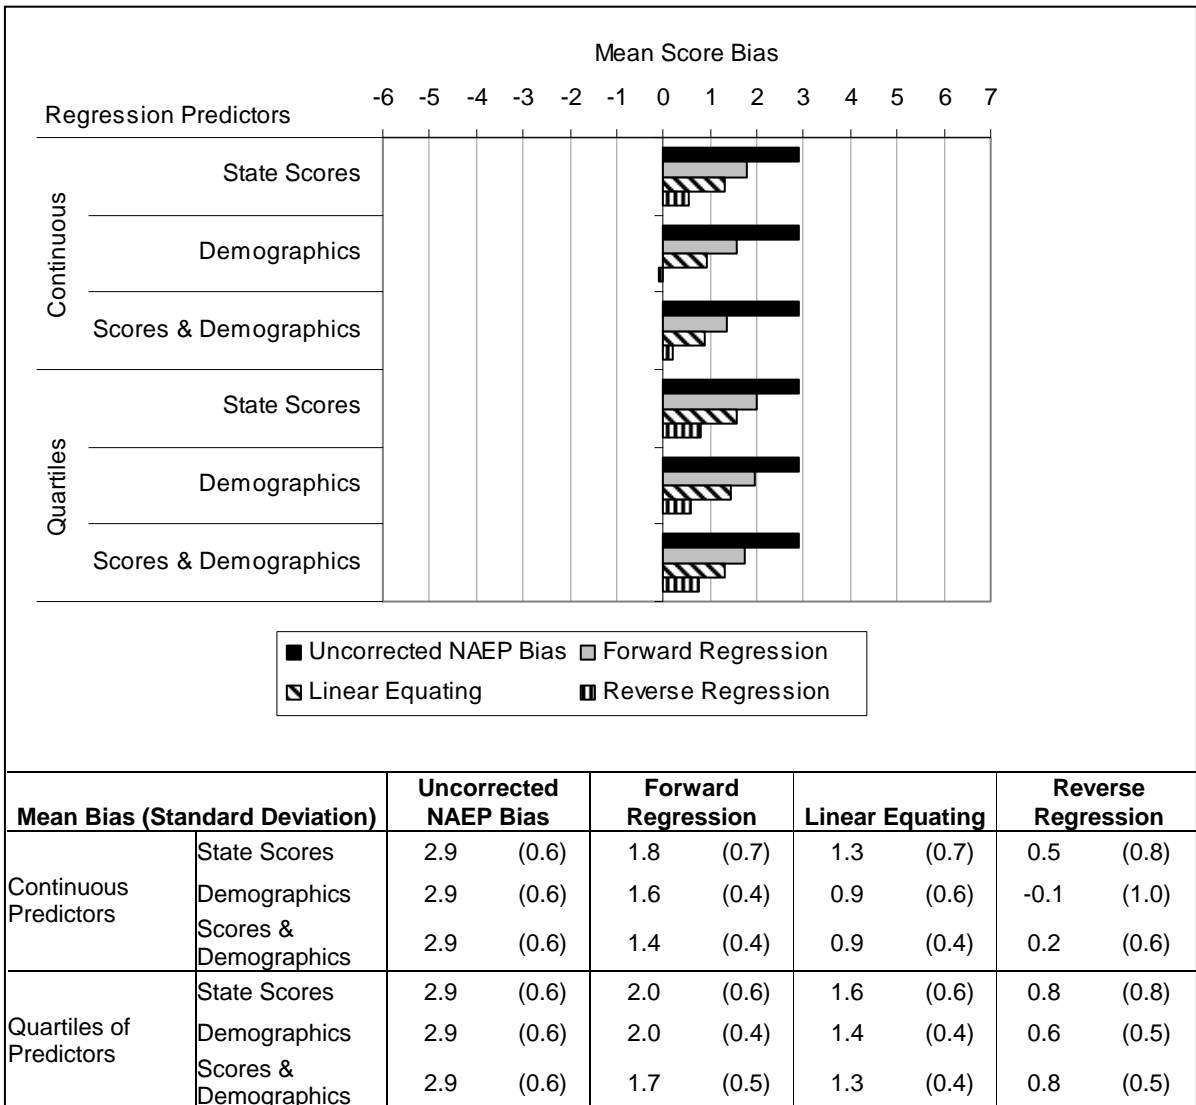 Mean Score Bias
Regression Predictors
-6 -5 -4 -3 -2 -1 0 1 2 3 4 5 6 7
Continuous
State Scores
Demographics
Scores & Demographics
Quartiles
State Scores
Demographics
Scores & Demographics
Uncorrected NAEP Bias Forward Regression
Linear Equating Reverse Regression
Mean Bias (Standard Deviation) Uncorrected NAEP Bias Forward Regression Linear Equating Reverse Regression
Continuous Predictors
State Scores 2.9 (0.6) 1.8 (0.7) 1.3 (0.7) 0.5 (0.8)
Demographics 2.9 (0.6) 1.6 (0.4) 0.9 (0.6) -0.1 (1.0)
Scores & Demographics 2.9 (0.6) 1.4 (0.4) 0.9 (0.4) 0.2 (0.6)
Quartiles of Predictors
State Scores 2.9 (0.6) 2.0 (0.6) 1.6 (0.6) 0.8 (0.8)
Demographics 2.9 (0.6) 2.0 (0.4) 1.4 (0.4) 0.6 (0.5)
Scores & Demographics 2.9 (0.6) 1.7 (0.5) 1.3 (0.4) 0.8 (0.5)